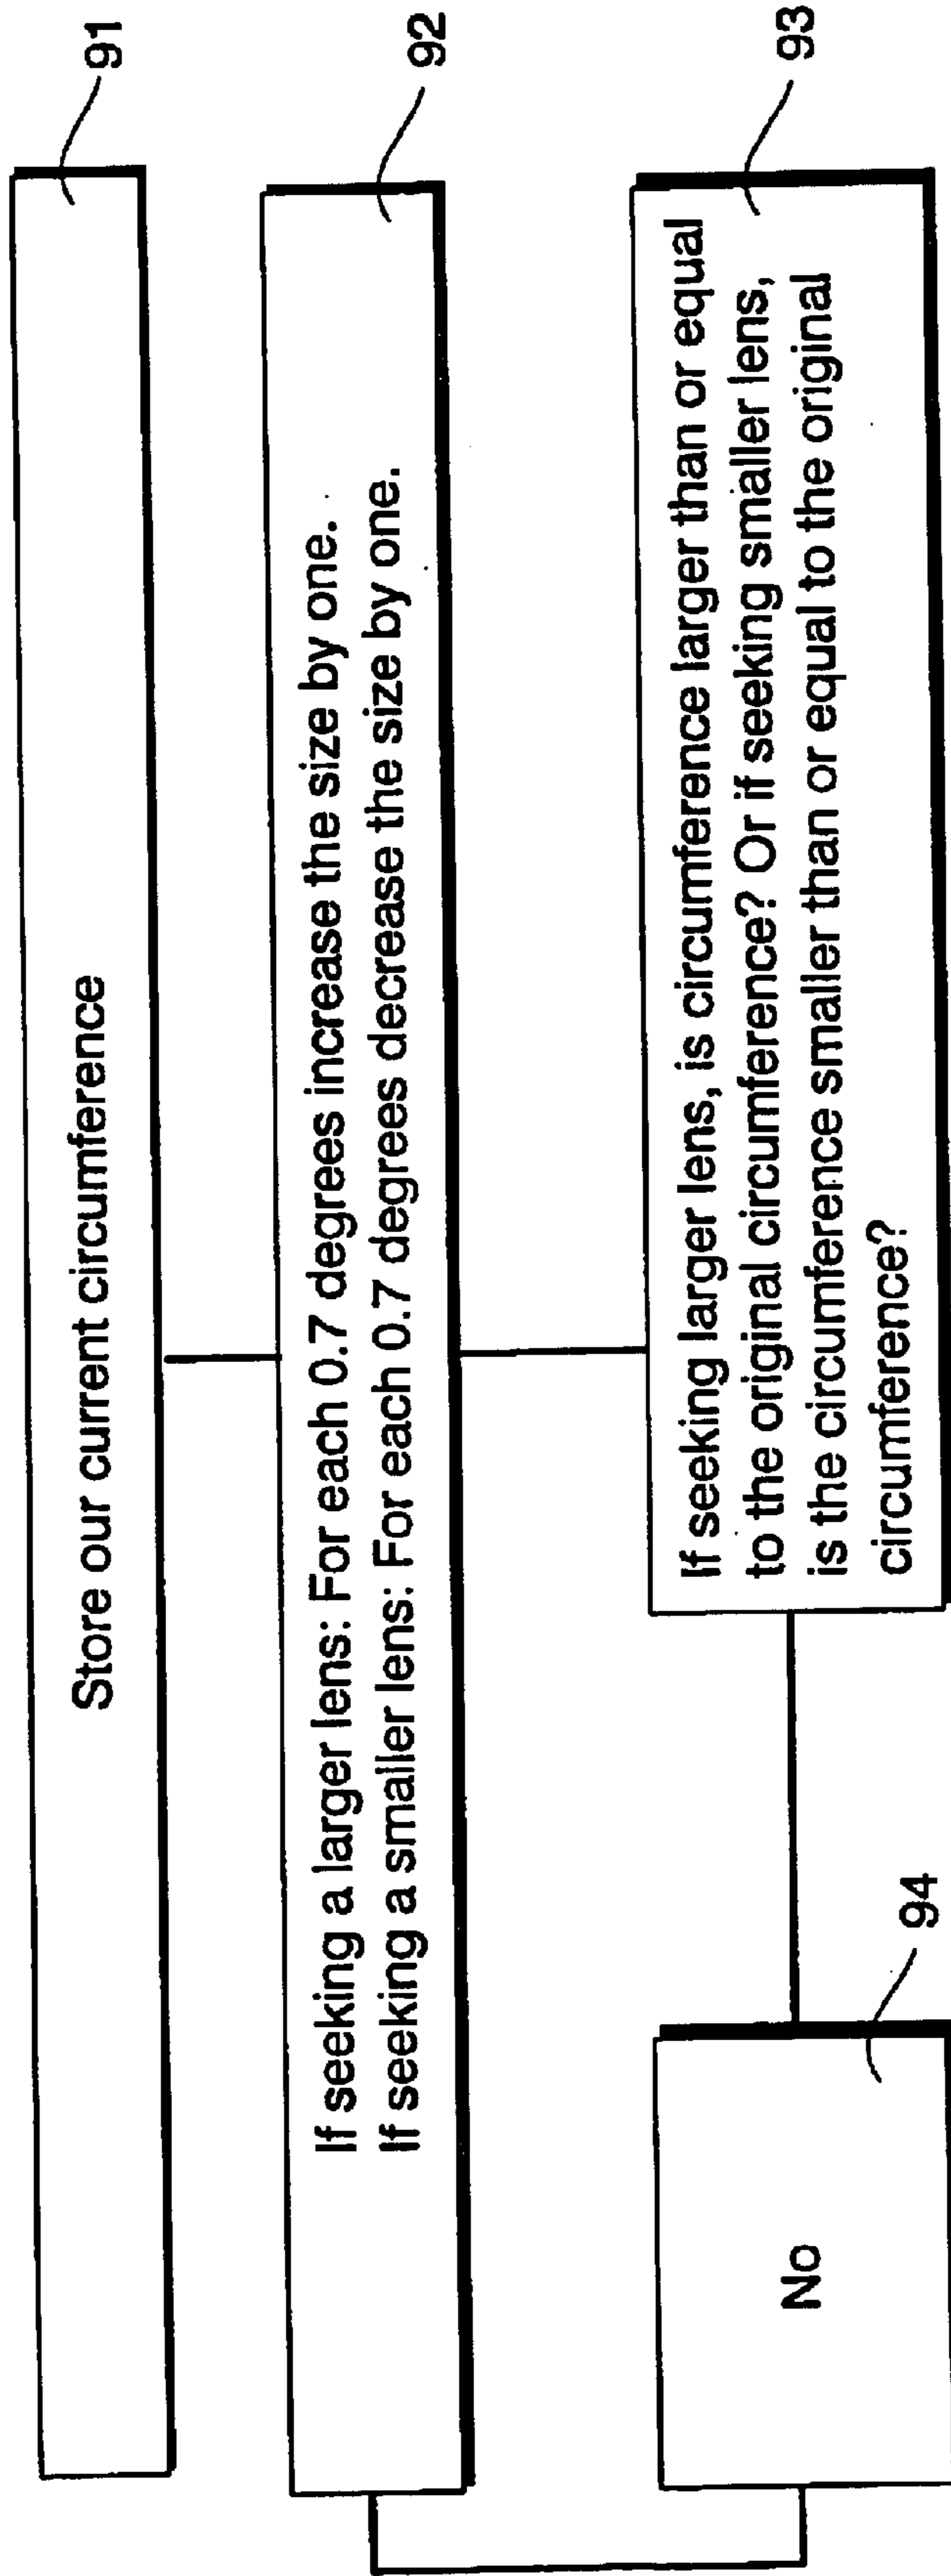 Store our current circumference
91
If seeking a larger lens: For each 0.7 degrees increase the size by one.
If seeking a smaller lens: For each 0.7 degrees decrease the size by one.
92
If seeking larger lens, is circumference larger than or equal
to the original circumference? Or if seeking smaller lens,
is the circumference smaller than or equal to the original
circumference?
93
No
94